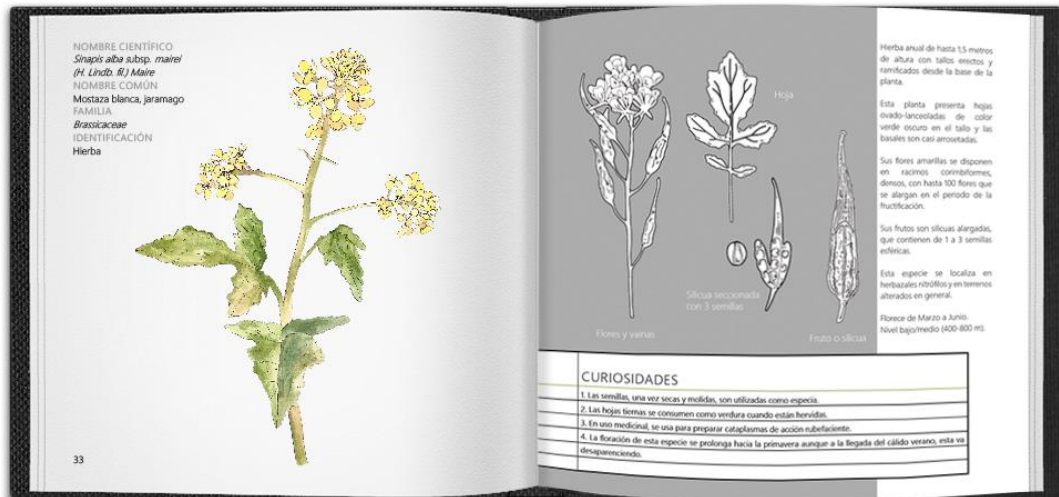 NOMBRE CIENTÍFICO
Sinapis alba subsp. mairei
(H. Lindb. fil.) Maire
NOMBRE COMÚN
Mostaza blanca, jaramago
FAMILIA
Brassicaceae
IDENTIFICACIÓN
Hierba
33
Hoja
Silicua seccionada
con 3 semillas
Flores y vainas
Fruto o silicua
Hierba anual de hasta 1,5 metros
de altura con tallos erectos y
ramificados desde la base de la
planta.
Esta planta presenta hojas
ovado-lanceoladas de color
verde oscuro en el tallo y las
basales son casi arrosetadas.
Sus flores amarillas se disponen
en racimos corimbiformes,
densos, con hasta 100 flores que
se alargan en el periodo de la
fructificación.
Sus frutos son silicuas alargadas,
que contienen de 1 a 3 semillas
esféricas.
Esta especie se localiza en
herbazales nitrófilos y en terrenos
alterados en general.
Florece de Marzo a Junio.
Nivel bajo/medio (400-800 m).
CURIOSIDADES
1. Las semillas, una vez secas y molidas, son utilizadas como especia.
2. Las hojas tiernas se consumen como verdura cuando están hervidas.
3. En uso medicinal, se usa para preparar cataplasmas de acción rubefaciente.
4. La floración de esta especie se prolonga hacia la primavera aunque a la llegada del cálido verano, esta va
desapareciendo.